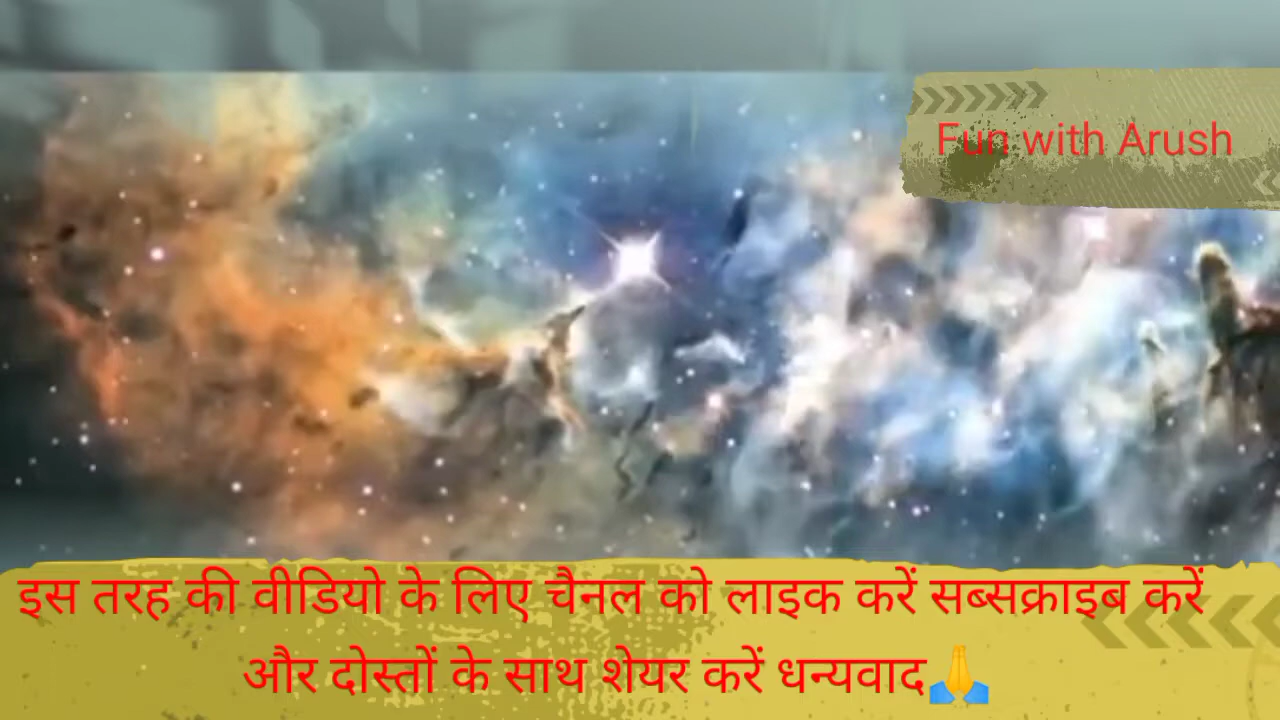 Fun with Arush
इस तरह की वीडियो के लिए चैनल को लाइक करें सब्सक्राइब करें
और दोस्तों के साथ शेयर करें धन्यवाद🙏